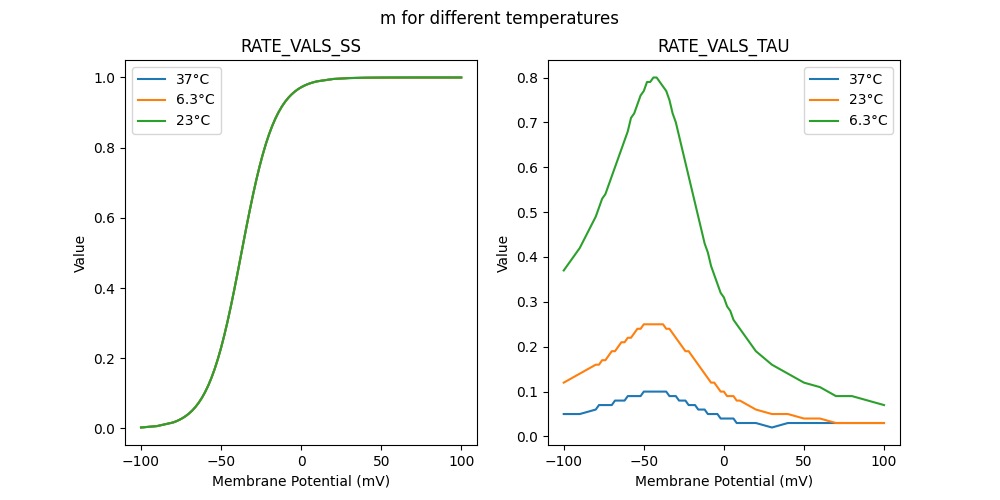 m for different temperatures
RATE_VALS_SS
37°C
6.3°C
23°C
Value
1.0
0.8
0.6
0.4
0.2
0.0
−100
−50
0
50
100
Membrane Potential (mV)
RATE_VALS_TAU
37°C
23°C
6.3°C
Value
0.8
0.7
0.6
0.5
0.4
0.3
0.2
0.1
0.0
−100
−50
0
50
100
Membrane Potential (mV)